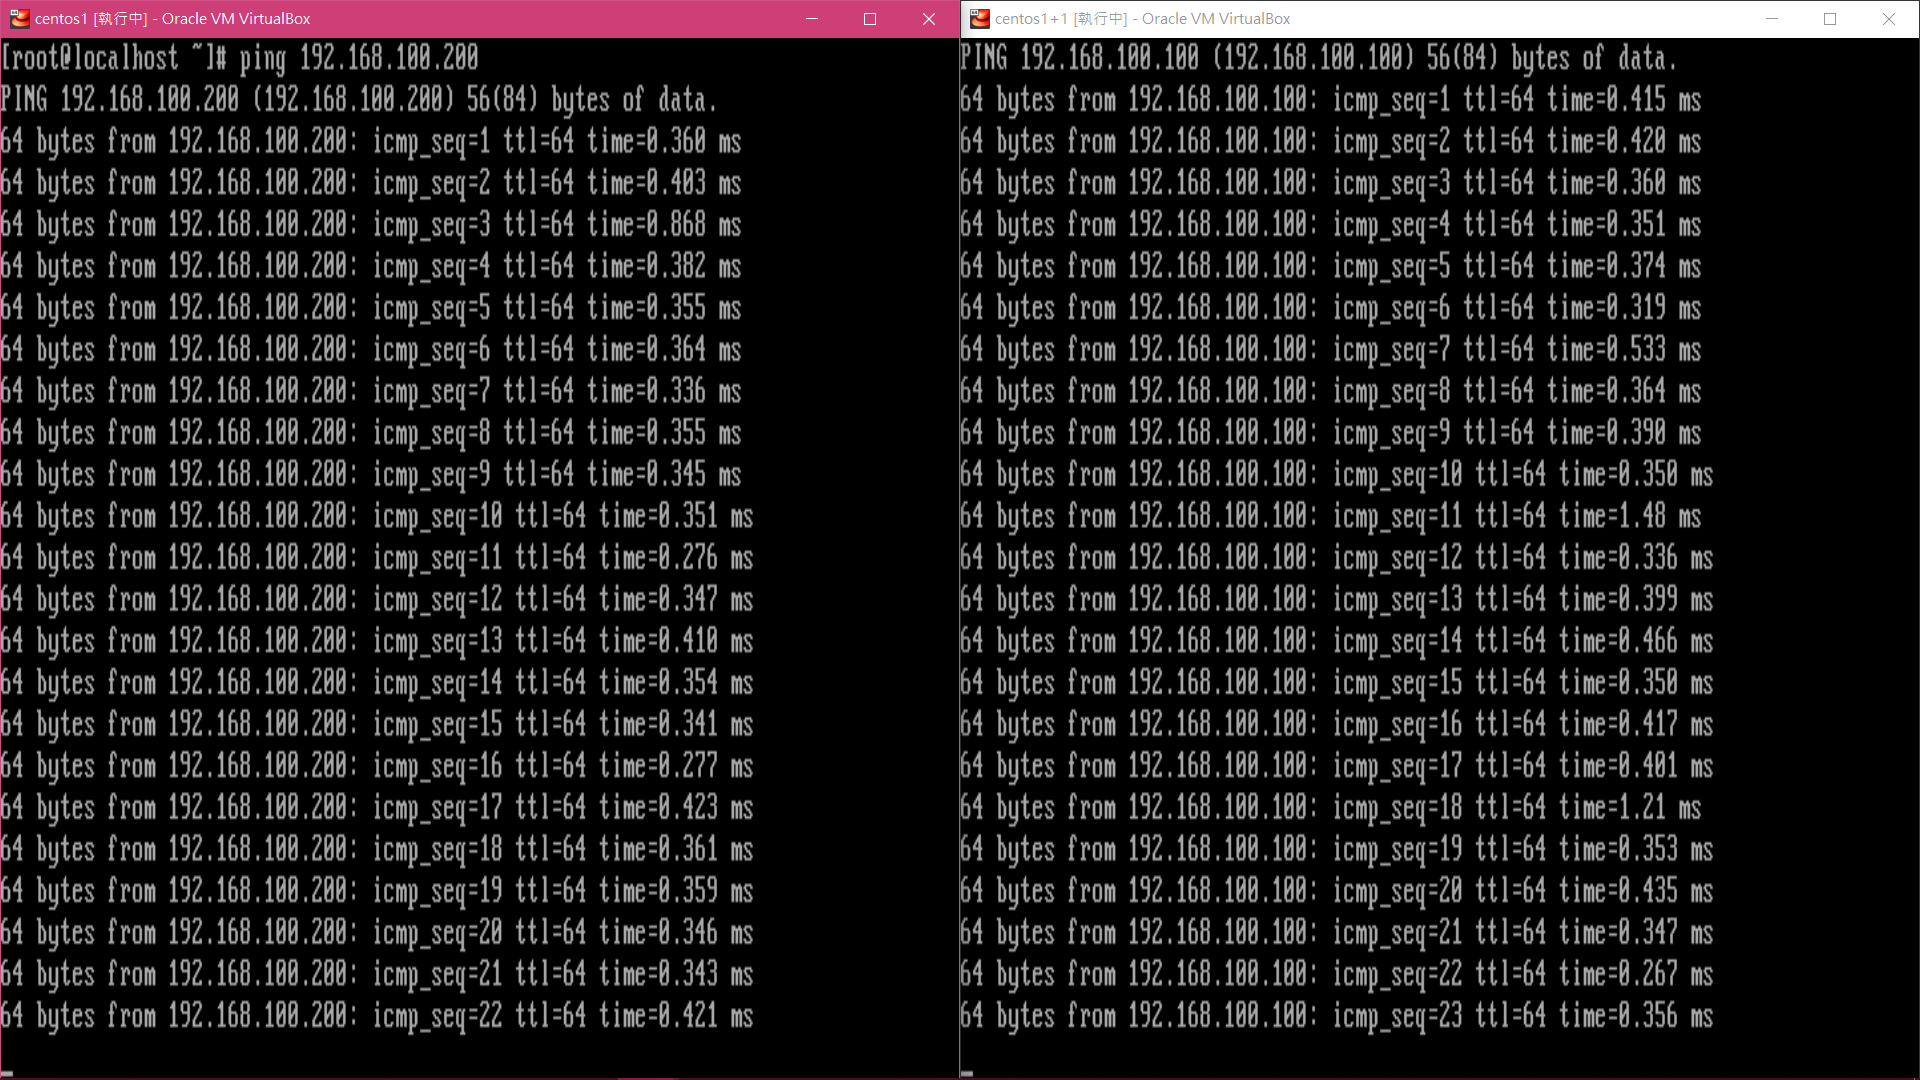 centos1 [執行中] - Oracle VM VirtualBox
[root@localhost ~]# ping 192.168.100.200
PING 192.168.100.200 (192.168.100.200) 56(84) bytes of data.
64 bytes from 192.168.100.200: icmp_seq=1 ttl=64 time=0.360 ms
64 bytes from 192.168.100.200: icmp_seq=2 ttl=64 time=0.403 ms
64 bytes from 192.168.100.200: icmp_seq=3 ttl=64 time=0.868 ms
64 bytes from 192.168.100.200: icmp_seq=4 ttl=64 time=0.382 ms
64 bytes from 192.168.100.200: icmp_seq=5 ttl=64 time=0.355 ms
64 bytes from 192.168.100.200: icmp_seq=6 ttl=64 time=0.364 ms
64 bytes from 192.168.100.200: icmp_seq=7 ttl=64 time=0.336 ms
64 bytes from 192.168.100.200: icmp_seq=8 ttl=64 time=0.355 ms
64 bytes from 192.168.100.200: icmp_seq=9 ttl=64 time=0.345 ms
64 bytes from 192.168.100.200: icmp_seq=10 ttl=64 time=0.351 ms
64 bytes from 192.168.100.200: icmp_seq=11 ttl=64 time=0.276 ms
64 bytes from 192.168.100.200: icmp_seq=12 ttl=64 time=0.347 ms
64 bytes from 192.168.100.200: icmp_seq=13 ttl=64 time=0.410 ms
64 bytes from 192.168.100.200: icmp_seq=14 ttl=64 time=0.354 ms
64 bytes from 192.168.100.200: icmp_seq=15 ttl=64 time=0.341 ms
64 bytes from 192.168.100.200: icmp_seq=16 ttl=64 time=0.277 ms
64 bytes from 192.168.100.200: icmp_seq=17 ttl=64 time=0.423 ms
64 bytes from 192.168.100.200: icmp_seq=18 ttl=64 time=0.361 ms
64 bytes from 192.168.100.200: icmp_seq=19 ttl=64 time=0.359 ms
64 bytes from 192.168.100.200: icmp_seq=20 ttl=64 time=0.346 ms
64 bytes from 192.168.100.200: icmp_seq=21 ttl=64 time=0.343 ms
64 bytes from 192.168.100.200: icmp_seq=22 ttl=64 time=0.421 ms
centos1+1 [執行中] - Oracle VM VirtualBox
PING 192.168.100.100 (192.168.100.100) 56(84) bytes of data.
64 bytes from 192.168.100.100: icmp_seq=1 ttl=64 time=0.415 ms
64 bytes from 192.168.100.100: icmp_seq=2 ttl=64 time=0.420 ms
64 bytes from 192.168.100.100: icmp_seq=3 ttl=64 time=0.360 ms
64 bytes from 192.168.100.100: icmp_seq=4 ttl=64 time=0.351 ms
64 bytes from 192.168.100.100: icmp_seq=5 ttl=64 time=0.374 ms
64 bytes from 192.168.100.100: icmp_seq=6 ttl=64 time=0.319 ms
64 bytes from 192.168.100.100: icmp_seq=7 ttl=64 time=0.533 ms
64 bytes from 192.168.100.100: icmp_seq=8 ttl=64 time=0.364 ms
64 bytes from 192.168.100.100: icmp_seq=9 ttl=64 time=0.390 ms
64 bytes from 192.168.100.100: icmp_seq=10 ttl=64 time=0.350 ms
64 bytes from 192.168.100.100: icmp_seq=11 ttl=64 time=1.48 ms
64 bytes from 192.168.100.100: icmp_seq=12 ttl=64 time=0.336 ms
64 bytes from 192.168.100.100: icmp_seq=13 ttl=64 time=0.399 ms
64 bytes from 192.168.100.100: icmp_seq=14 ttl=64 time=0.466 ms
64 bytes from 192.168.100.100: icmp_seq=15 ttl=64 time=0.350 ms
64 bytes from 192.168.100.100: icmp_seq=16 ttl=64 time=0.417 ms
64 bytes from 192.168.100.100: icmp_seq=17 ttl=64 time=0.401 ms
64 bytes from 192.168.100.100: icmp_seq=18 ttl=64 time=1.21 ms
64 bytes from 192.168.100.100: icmp_seq=19 ttl=64 time=0.353 ms
64 bytes from 192.168.100.100: icmp_seq=20 ttl=64 time=0.435 ms
64 bytes from 192.168.100.100: icmp_seq=21 ttl=64 time=0.347 ms
64 bytes from 192.168.100.100: icmp_seq=22 ttl=64 time=0.267 ms
64 bytes from 192.168.100.100: icmp_seq=23 ttl=64 time=0.356 ms